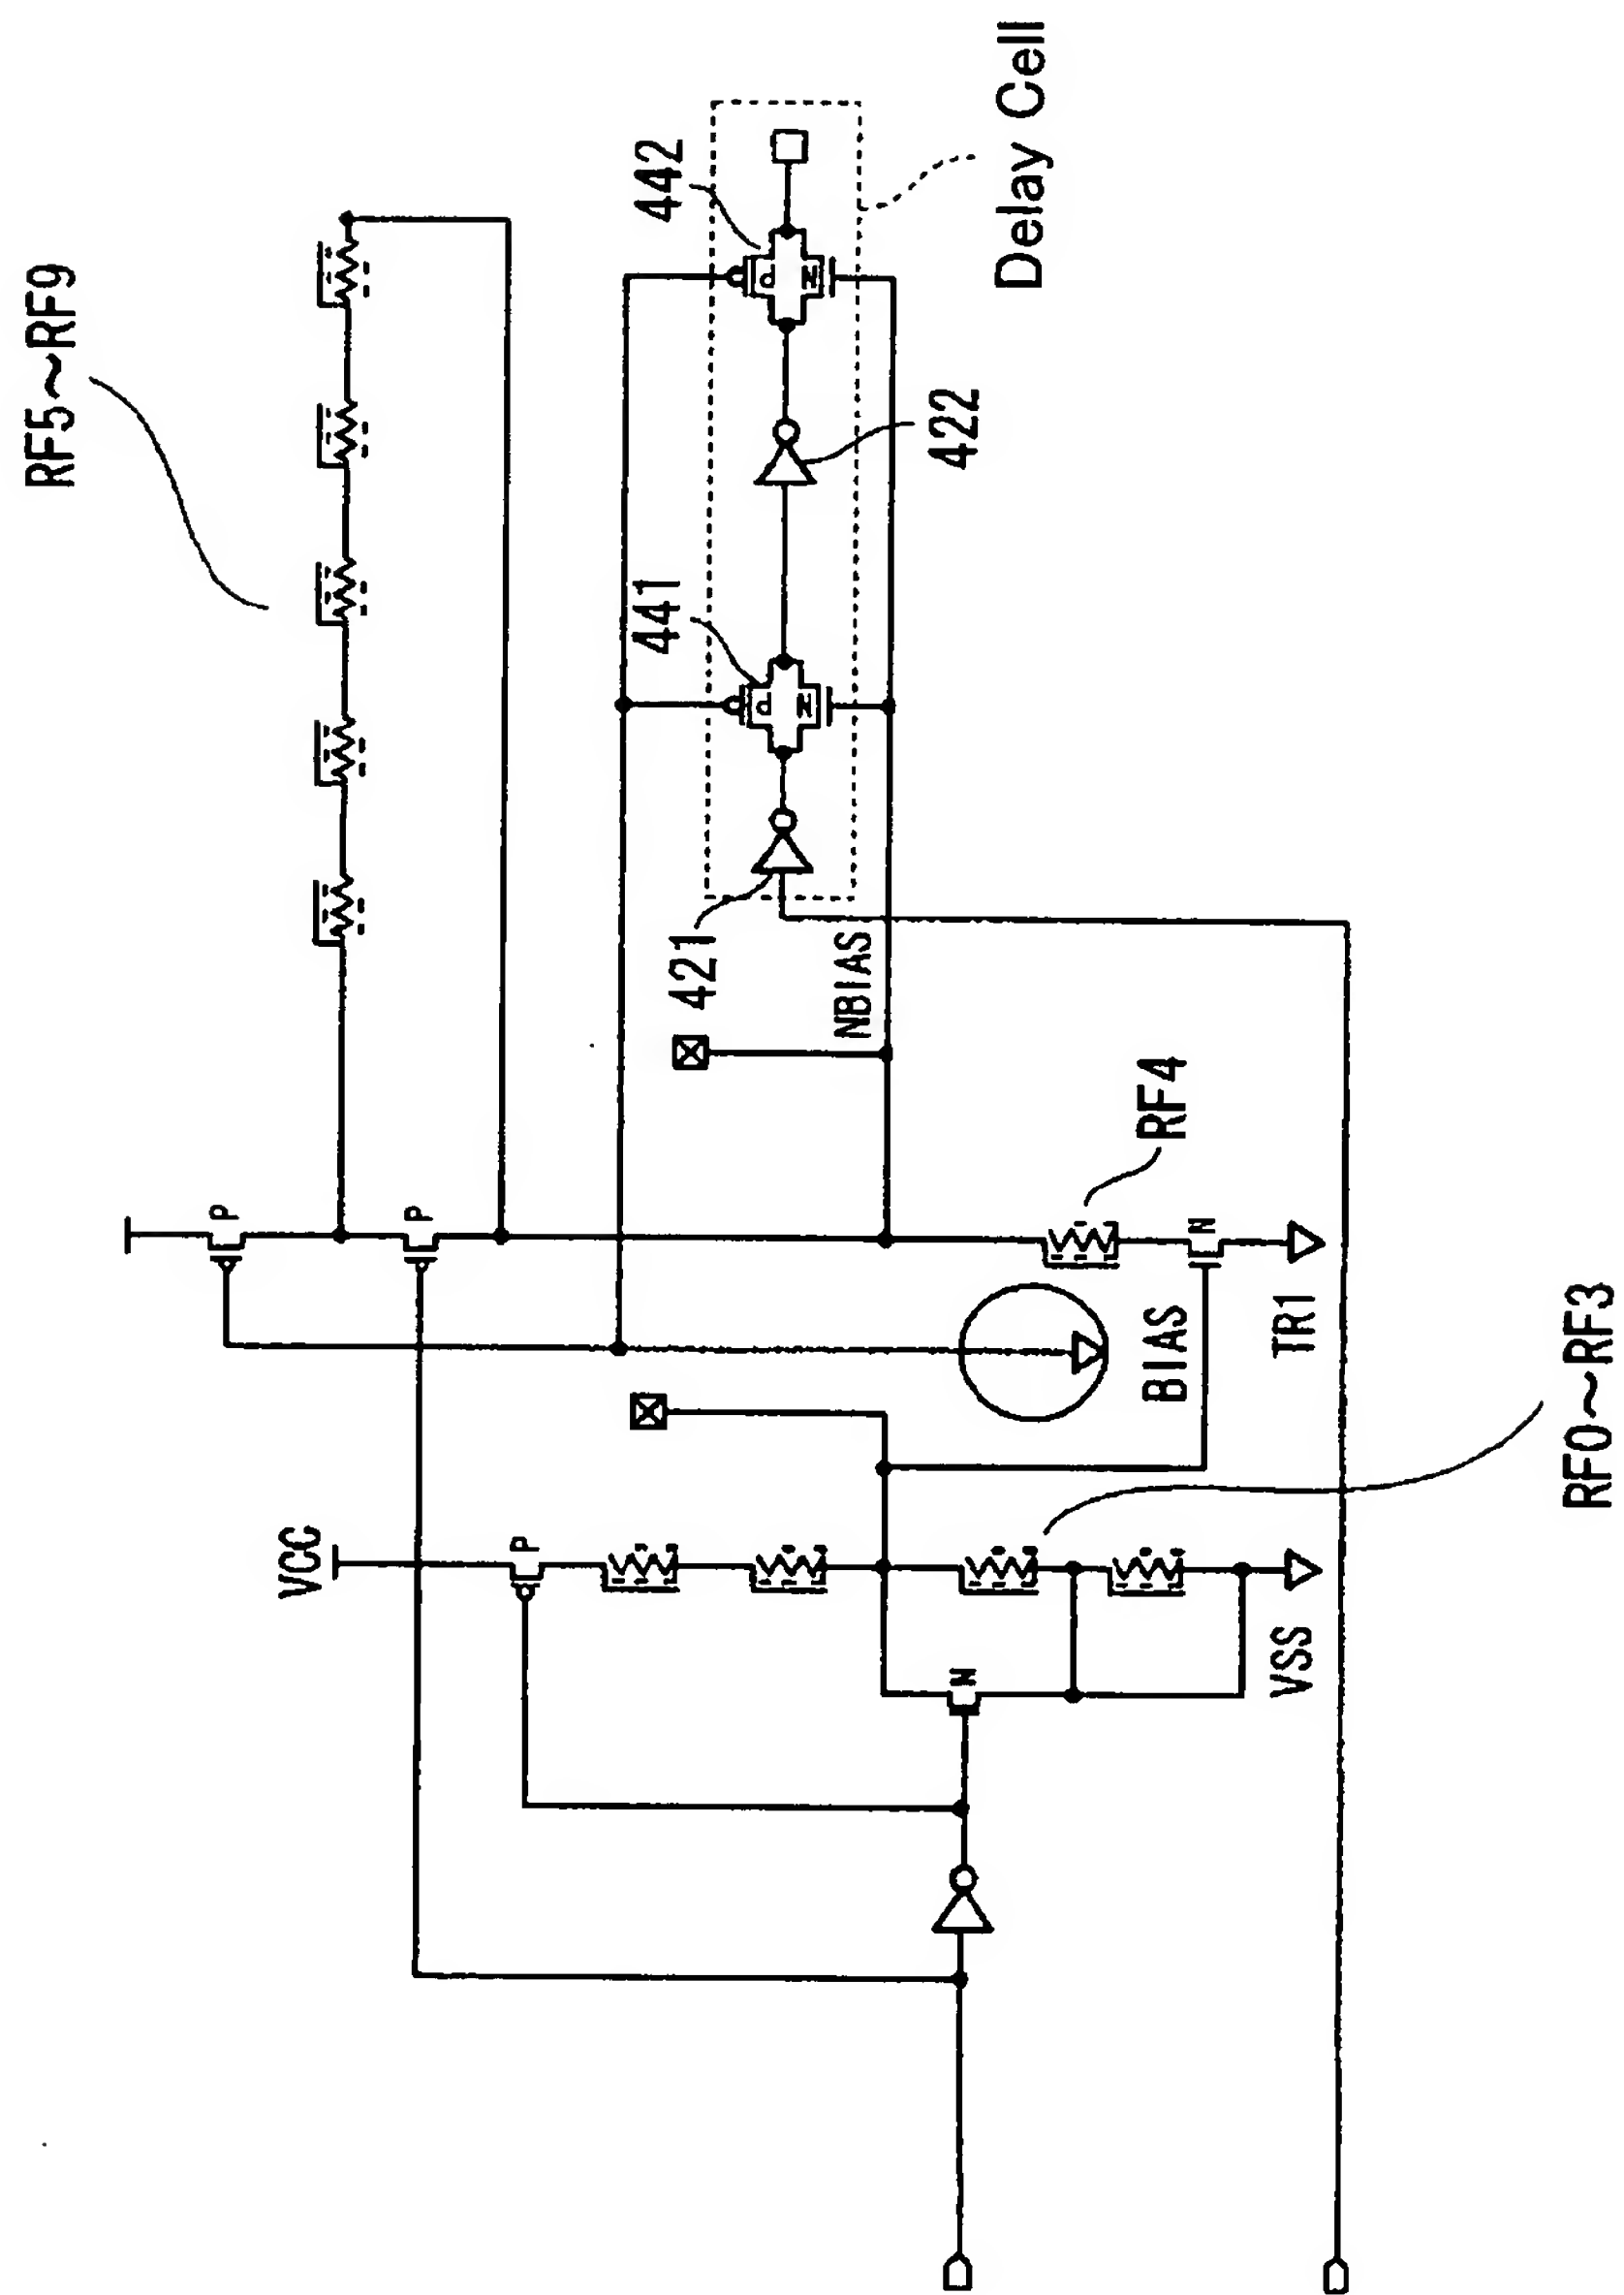 RF5~RF9
P
VCC
P
P
441
442
421
P
P
N
N
NBIAS
422
N
Delay Cell
BIAS
RF4
N
VSS
TR1
RF0~RF3